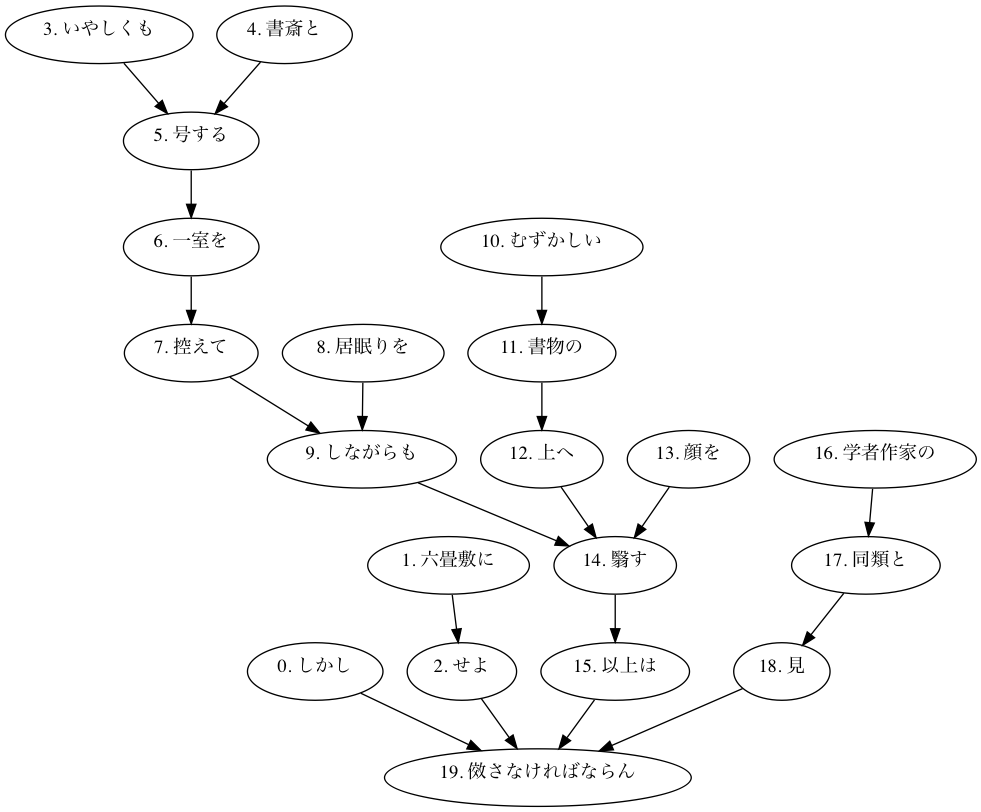 3. いやしくも
4. 書斎と
5. 号する
6. 一室を
10. むずかしい
7. 控えて
8. 居眠りを
11. 書物の
9. しながらも
12. 上へ
13. 顔を
16. 学者作家の
1. 六畳敷に
14. 翳す
17. 同類と
0. しかし
2. せよ
15. 以上は
18. 見
19. 傚さなければならん